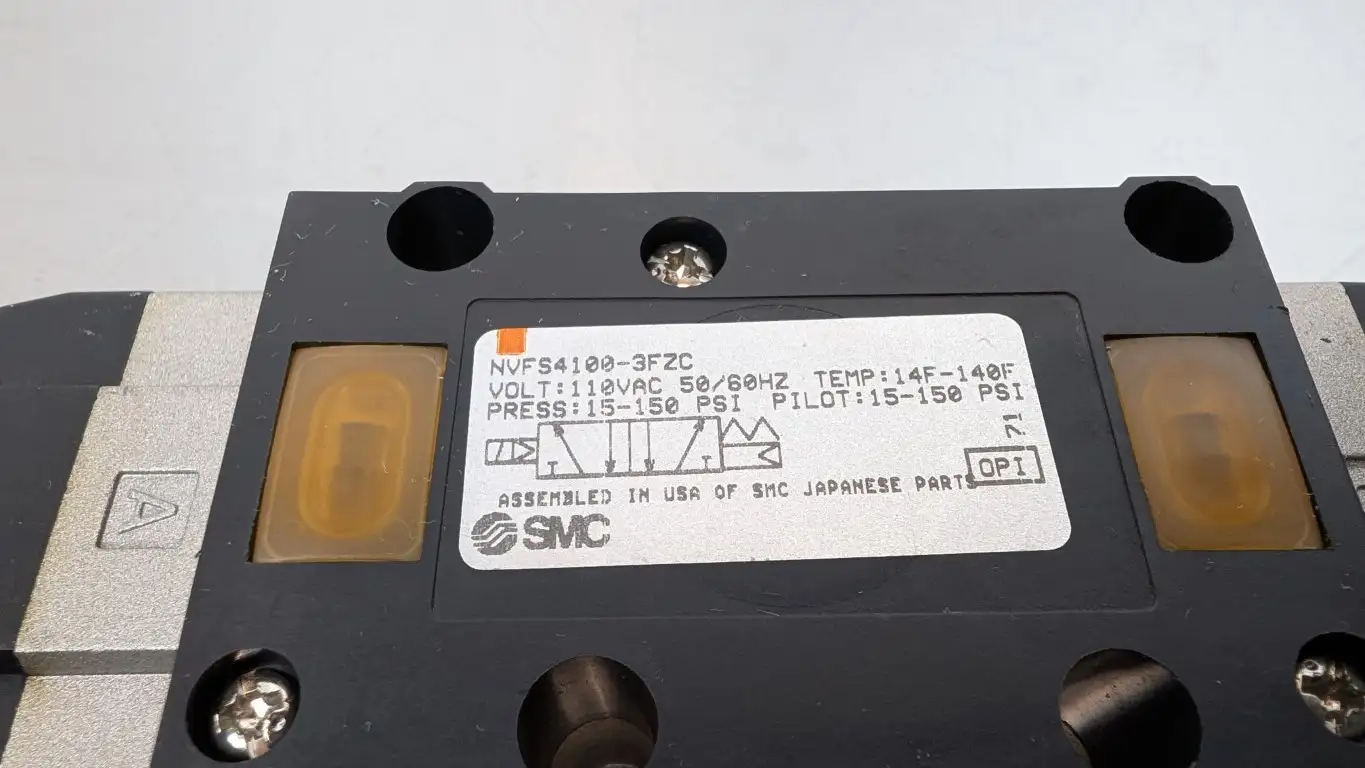 NVFS4100-3FZC
VOLT:110VAC 50/60HZ TEMP:14F-140F
PRESS:15-150 PSI PILOT:15-150 PSI
OPI
ASSEMBLED IN USA OF SMC JAPANESE PARTS
SMC
A